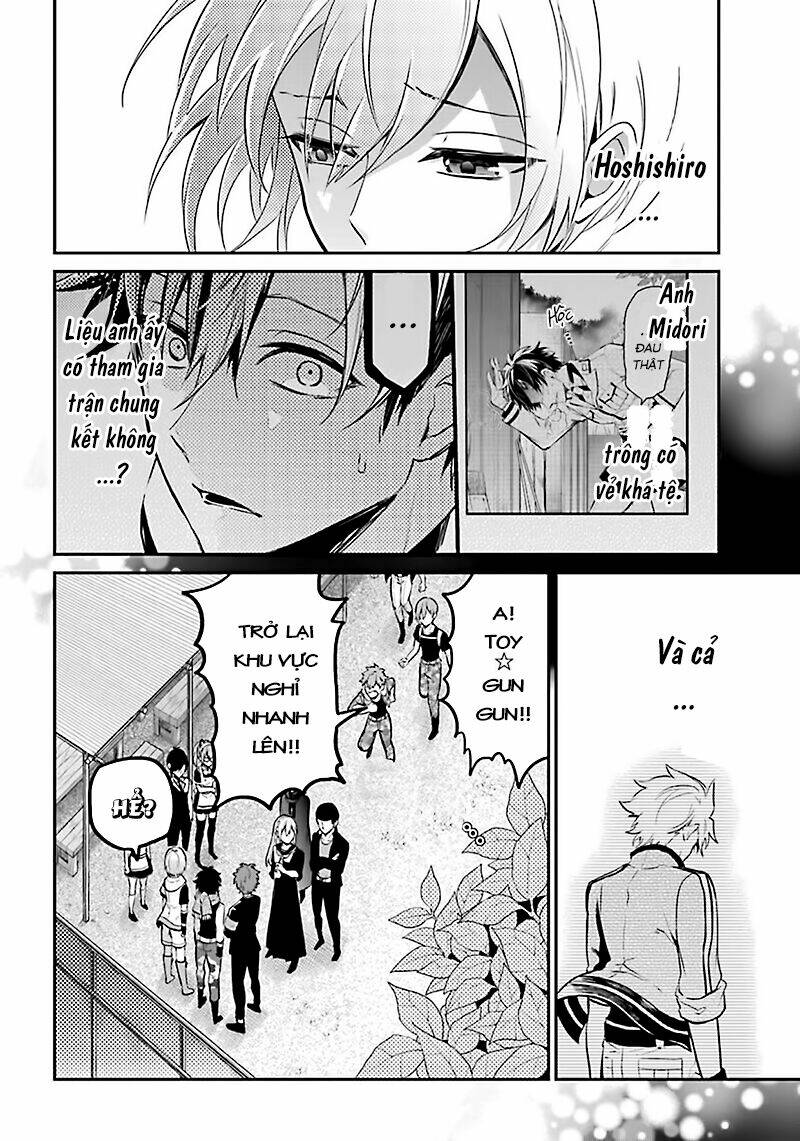 Hoshishiro
...
Anh
Midori
Hộc
...
ĐAU
THẬT
trông có
vẻ khá tệ.
...
Liệu anh ấy
có tham gia
trận chung
kết không
...?
Và cả
...
A!
TOY
☆
GUN
GUN!!
TRỞ LẠI
KHU VỰC
NGHỈ
NHANH
LÊN!!
HỂ?